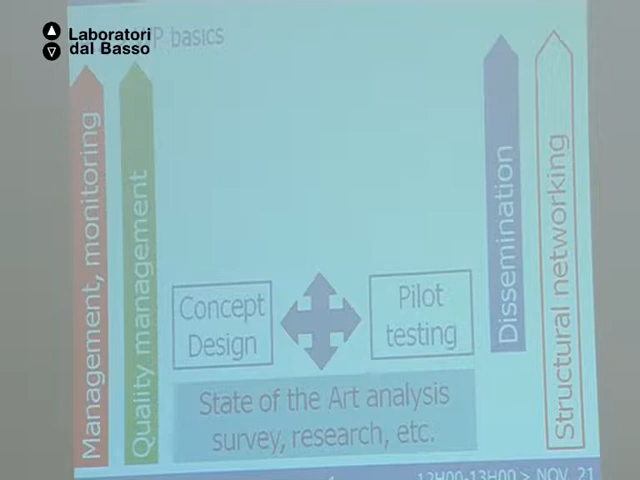 Laboratori
dal Basso
P basics
Management, monitoring
Quality management
Concept
Design
Pilot
testing
State of the Art analysis
survey, research, etc.
Dissemination
Structural networking
12H00-13H00 > NOV. 21